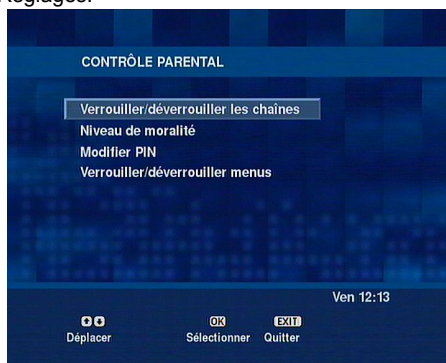 Réglages.
CONTRÔLE PARENTAL
Verrouiller/déverrouiller les chaînes
Niveau de moralité
Modifier PIN
Verrouiller/déverrouiller menus
Ven 12:13
OK EXIT
Déplacer Sélectionner Quitter